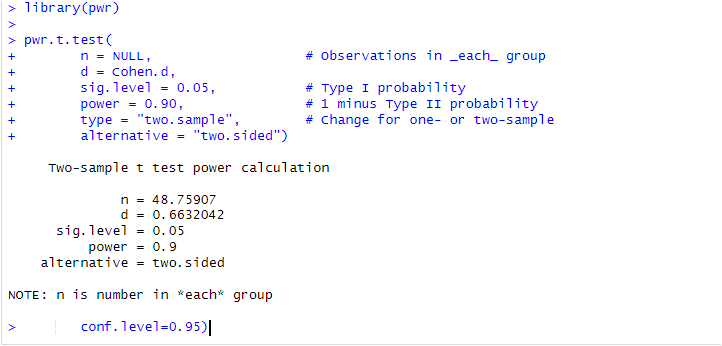 > library(pwr)
>
> pwr.t.test(
+        n = NULL,                   # Observations in _each_ group
+        d = Cohen.d,
+        sig.level = 0.05,           # Type I probability
+        power = 0.90,               # 1 minus Type II probability
+        type = "two.sample",        # Change for one- or two-sample
+        alternative = "two.sided")
     Two-sample t test power calculation
              n = 48.75907
              d = 0.6632042
      sig.level = 0.05
          power = 0.9
    alternative = two.sided
NOTE: n is number in *each* group
>        conf.level=0.95)